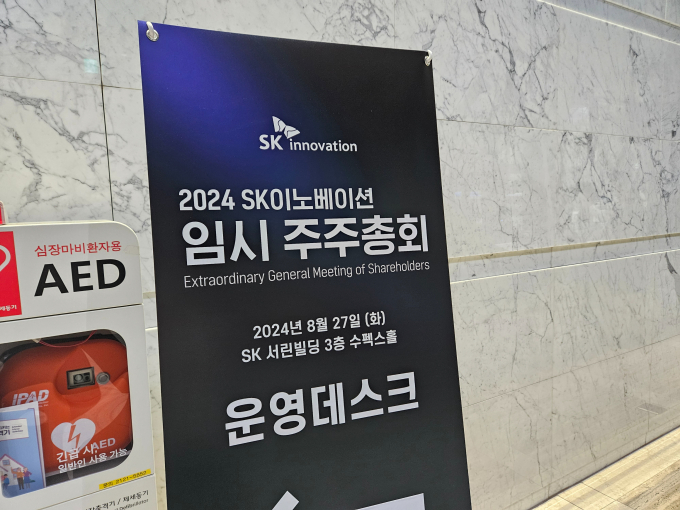 SK innovation
2024 SK이노베이션
임시 주주총회
Extraordinary General Meeting of Shareholders
2024년 8월 27일 (화)
SK 서린빌딩 3층 수펙스홀
운영데스크
심장마비환자용
AED
IPAD
긴급 시,
일반인 사용 가능
AED